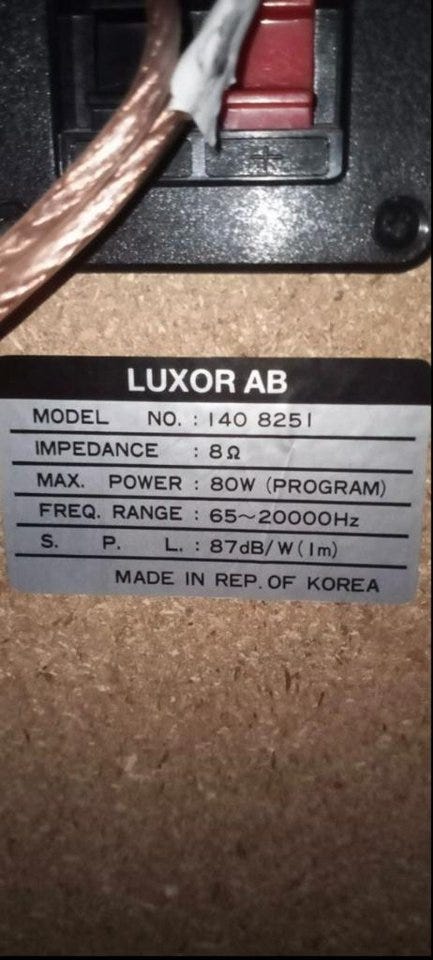 +
LUXOR AB
MODEL NO. : 140 8251
IMPEDANCE : 8Ω
MAX. POWER : 80W (PROGRAM)
FREQ. RANGE : 65~20000Hz
S. P. L. : 87dB/W(1m)
MADE IN REP. OF KOREA